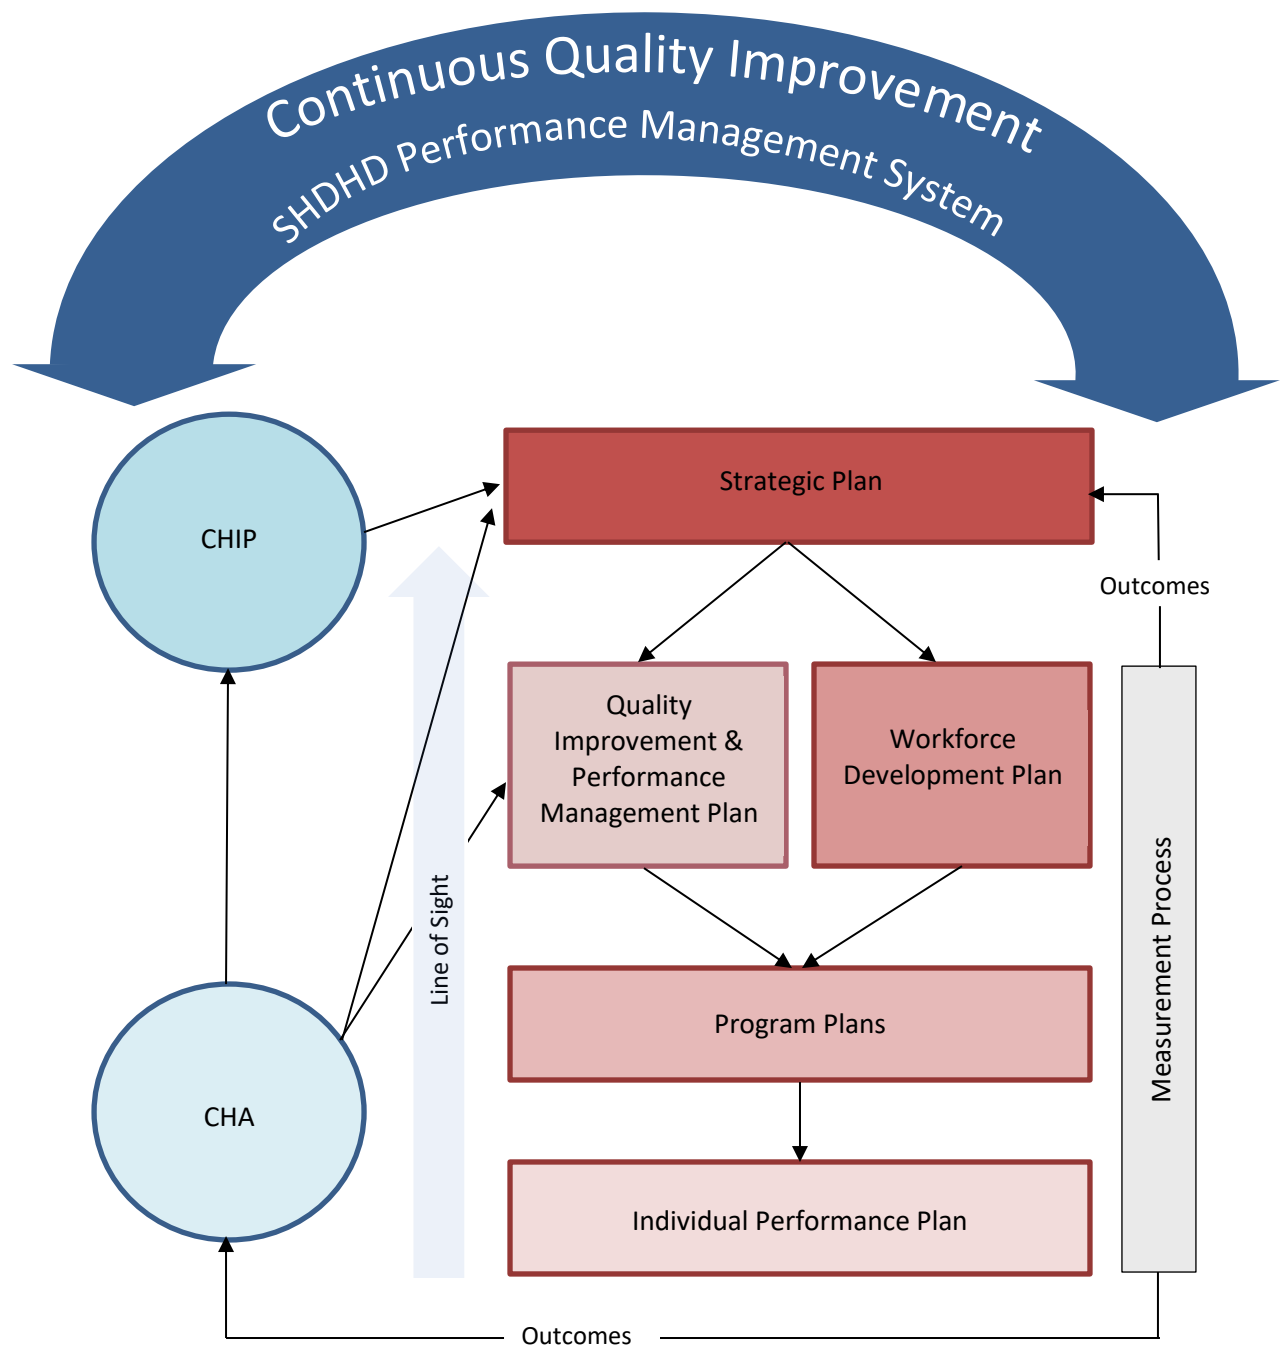 Continuous Quality Improvement
SHDHD Performance Management System
Strategic Plan
CHIP
Outcomes
Quality
Improvement &
Performance
Management Plan
Workforce
Development Plan
Line of Sight
Measurement Process
Program Plans
CHA
Individual Performance Plan
Outcomes